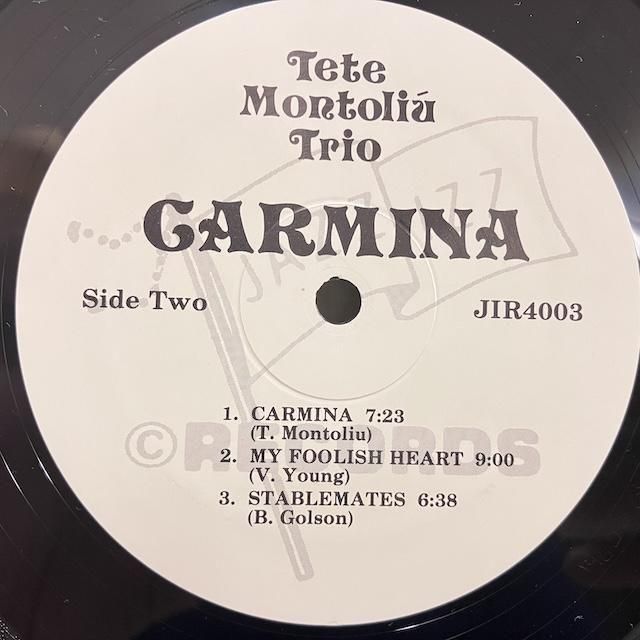 Tete
Montoliú
Trio
CARMINA
JAZZIZZ
Side Two
JIR4003
1. CARMINA 7:23
(T. Montoliu)
2. MY FOOLISH HEART 9:00
(V. Young)
3. STABLEMATES 6:38
(B. Golson)
© RECORDS